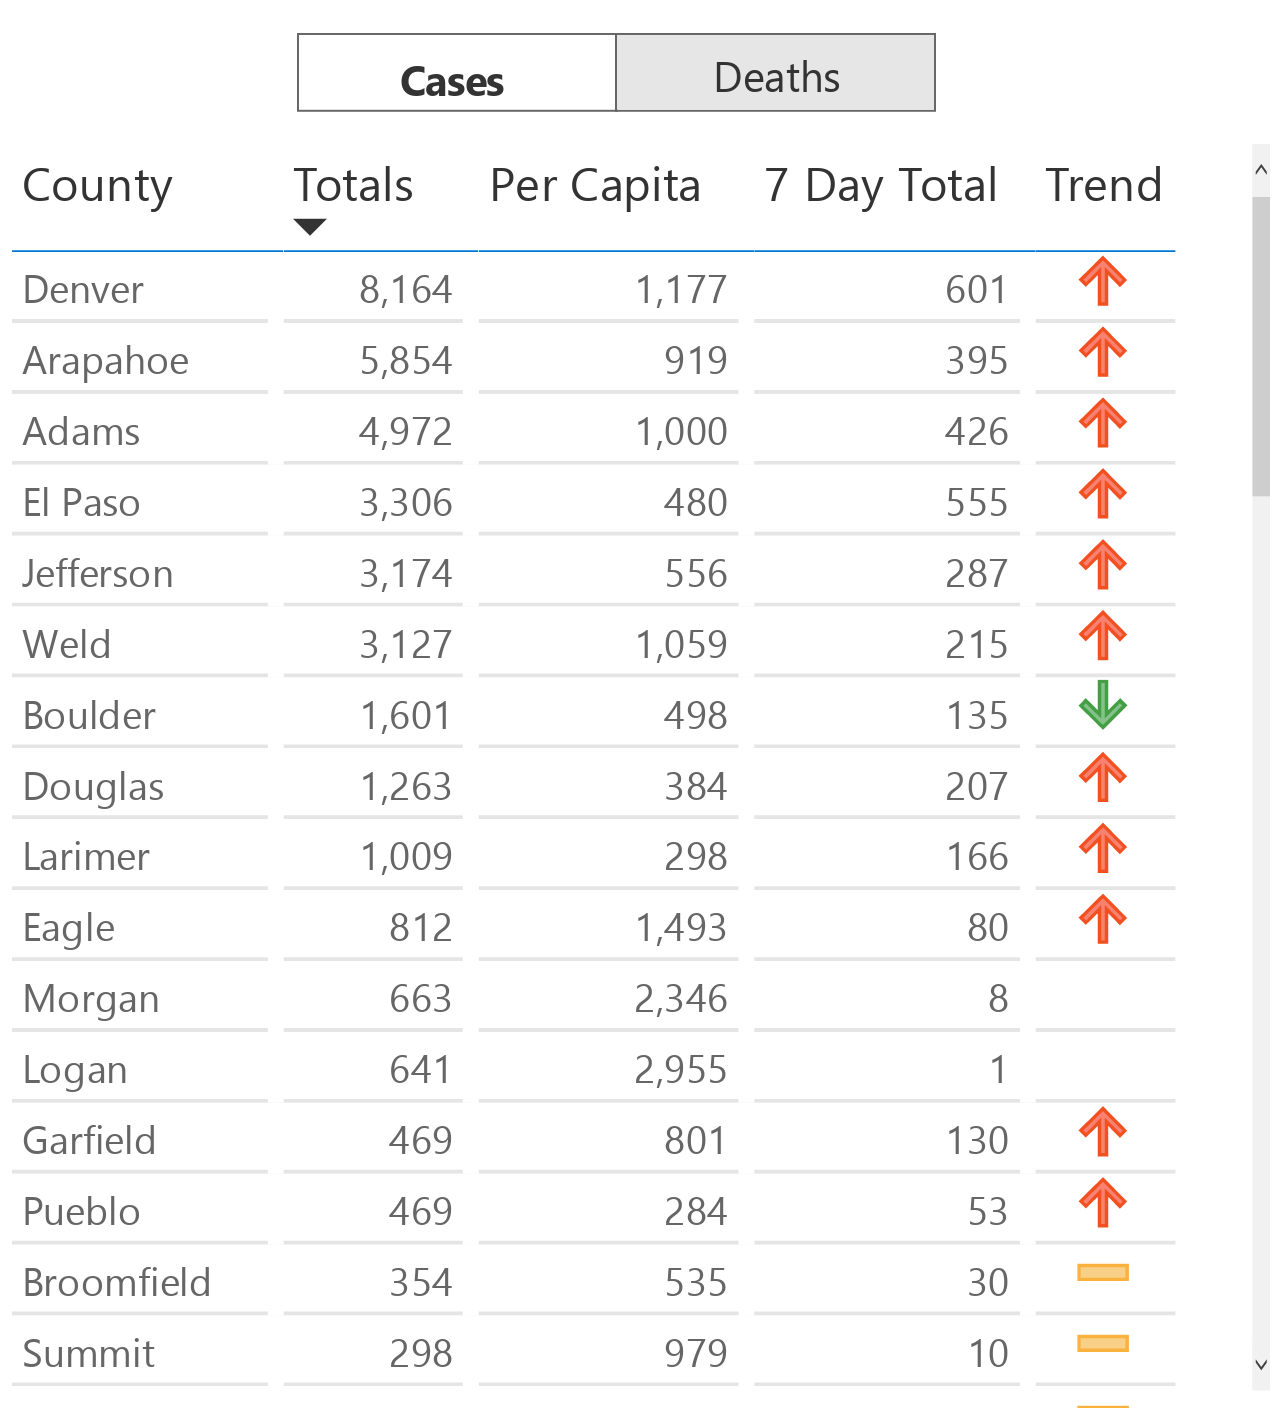 Cases Deaths
County Totals Per Capita 7 Day Total Trend
Denver 8,164 1,177 601
Arapahoe 5,854 919 395
Adams 4,972 1,000 426
El Paso 3,306 480 555
Jefferson 3,174 556 287
Weld 3,127 1,059 215
Boulder 1,601 498 135
Douglas 1,263 384 207
Larimer 1,009 298 166
Eagle 812 1,493 80
Morgan 663 2,346 8
Logan 641 2,955 1
Garfield 469 801 130
Pueblo 469 284 53
Broomfield 354 535 30
Summit 298 979 10